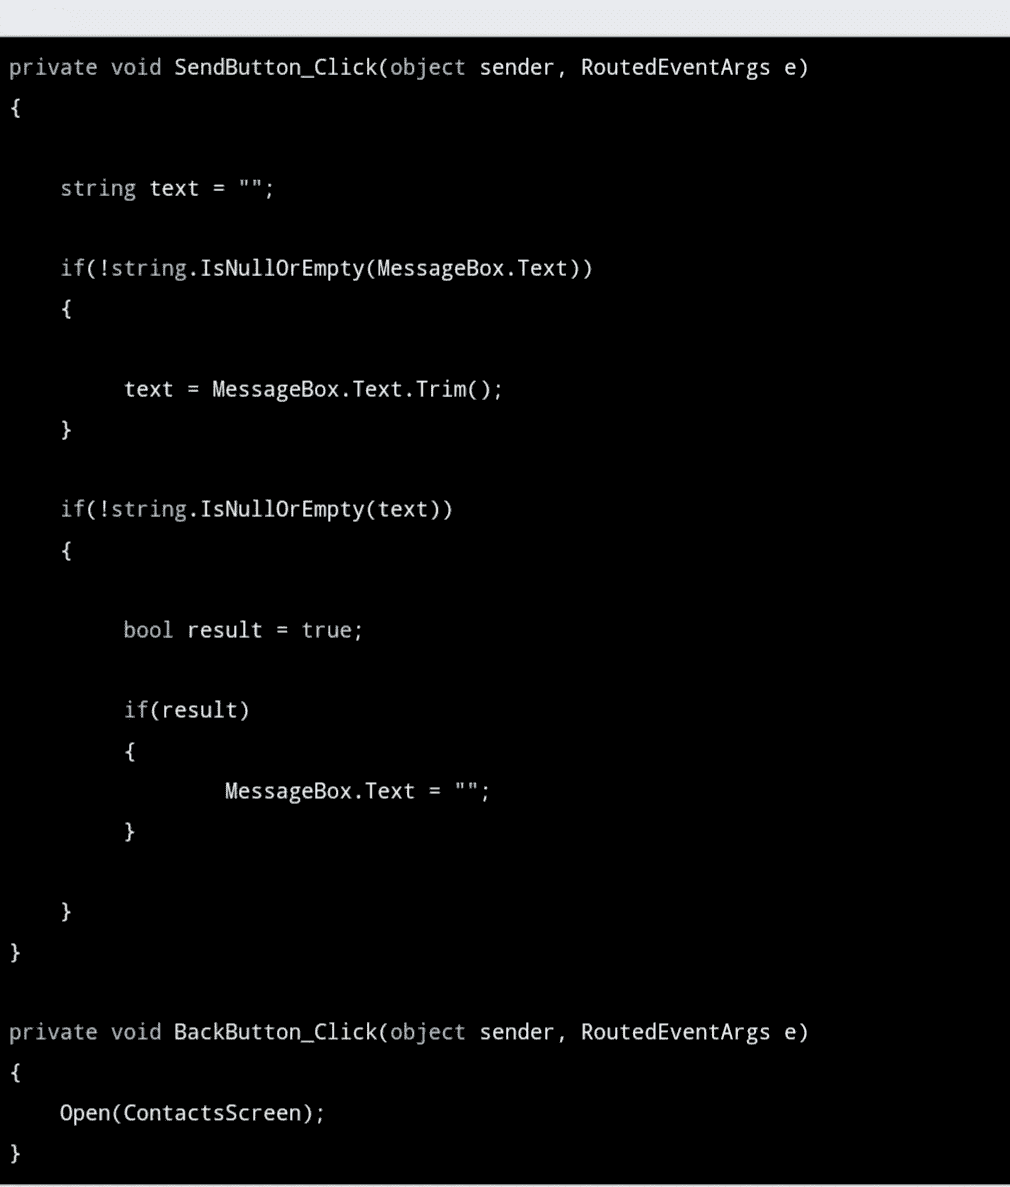 private void SendButton_Click(object sender, RoutedEventArgs e)
{
string text = "";
if(!string.IsNullOrEmpty(MessageBox.Text))
{
text = MessageBox.Text.Trim();
}
if(!string.IsNullOrEmpty(text))
{
bool result = true;
if(result)
{
MessageBox.Text = "";
}
}
}
private void BackButton_Click(object sender, RoutedEventArgs e)
{
Open(ContactsScreen);
}